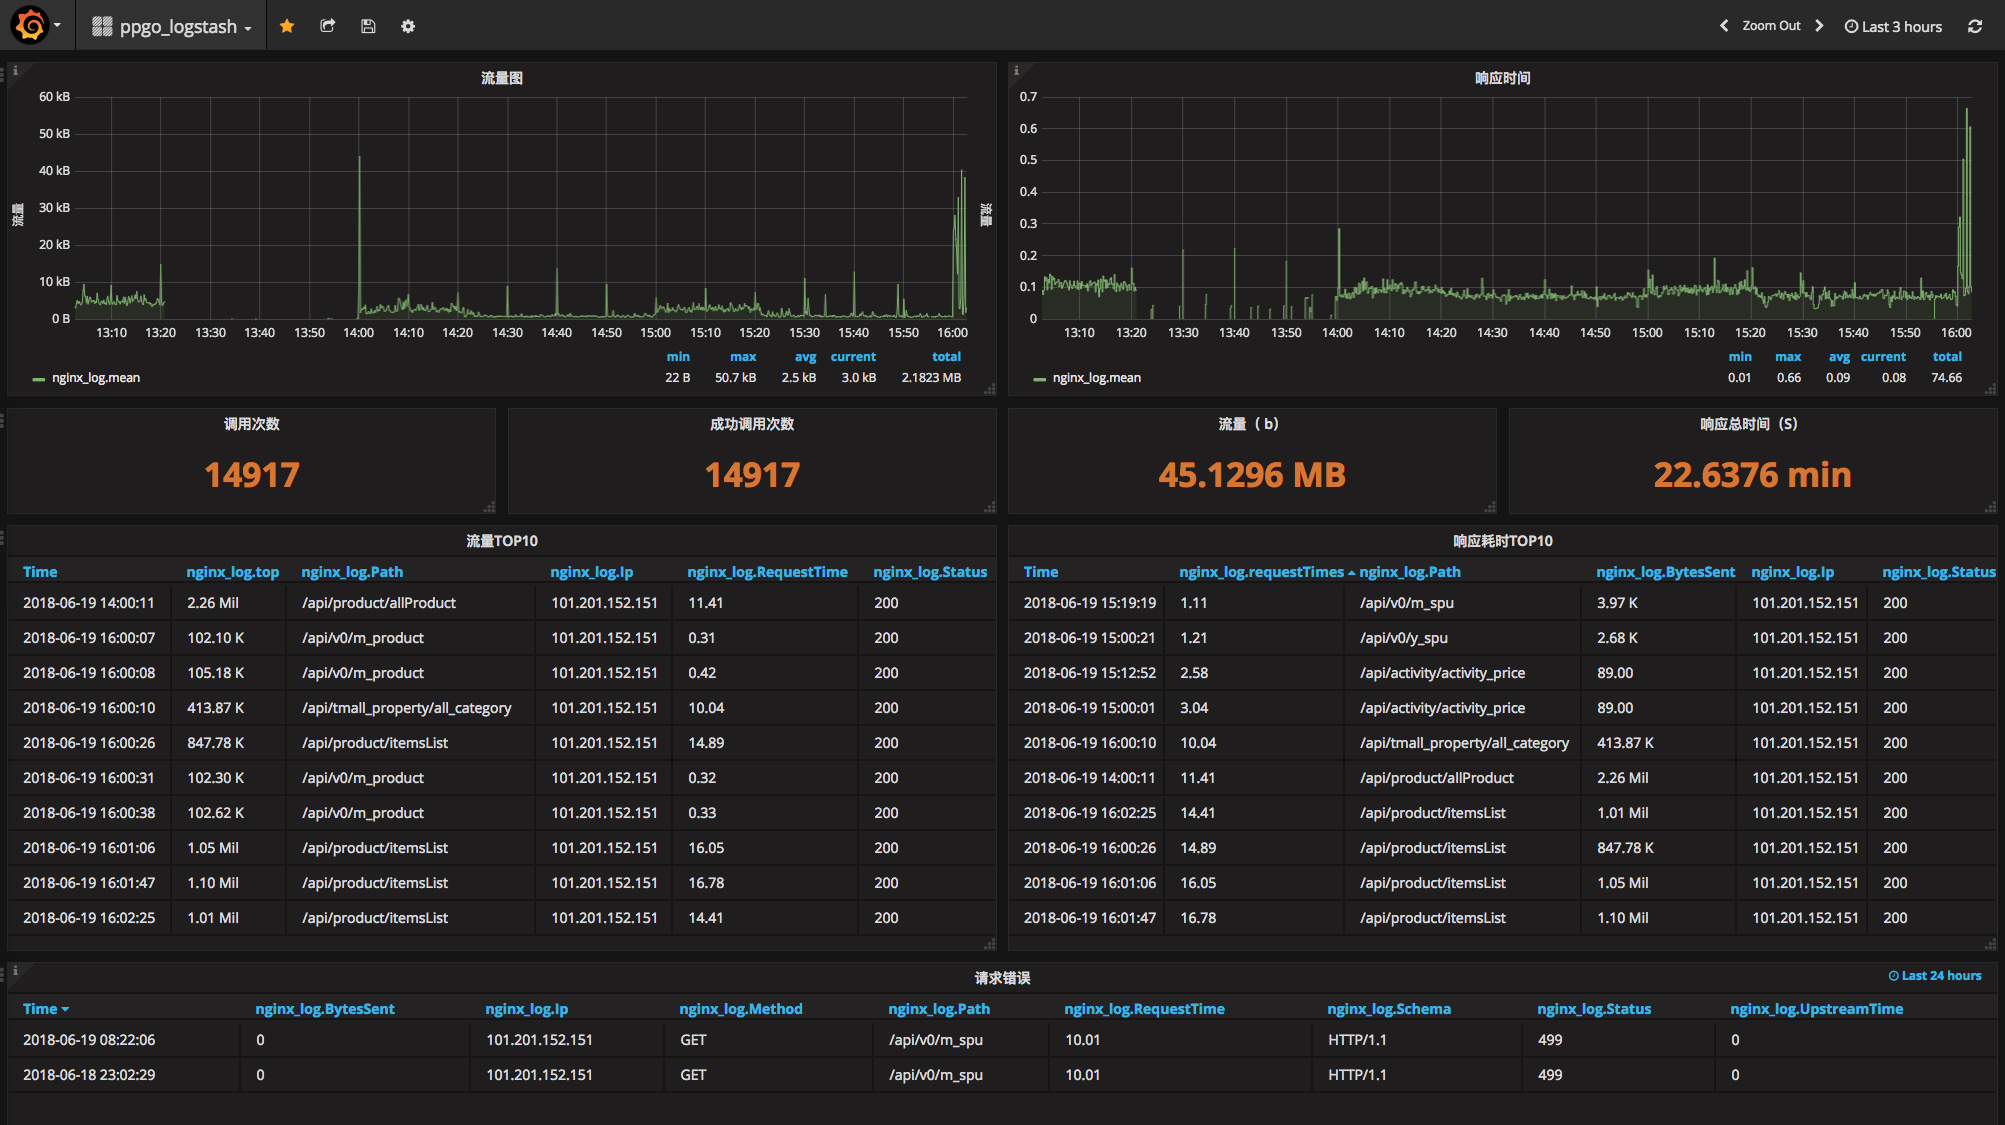 ppgo_logstash
Zoom Out
Last 3 hours
流量图
60 kB
50 kB
40 kB
30 kB
20 kB
10 kB
0 B
流量
流量
13:10 13:20 13:30 13:40 13:50 14:00 14:10 14:20 14:30 14:40 14:50 15:00 15:10 15:20 15:30 15:40 15:50 16:00
min max avg current total
nginx_log.mean 22 B 50.7 kB 2.5 kB 3.0 kB 2.1823 MB
响应时间
0.7
0.6
0.5
0.4
0.3
0.2
0.1
0
13:10 13:20 13:30 13:40 13:50 14:00 14:10 14:20 14:30 14:40 14:50 15:00 15:10 15:20 15:30 15:40 15:50 16:00
min max avg current total
nginx_log.mean 0.01 0.66 0.09 0.08 74.66
调用次数
14917
成功调用次数
14917
流量（b）
45.1296 MB
响应总时间（S）
22.6376 min
流量TOP10
Time nginx_log.top nginx_log.Path nginx_log.Ip nginx_log.RequestTime nginx_log.Status
2018-06-19 14:00:11 2.26 Mil /api/product/allProduct 101.201.152.151 11.41 200
2018-06-19 16:00:07 102.10 K /api/v0/m_product 101.201.152.151 0.31 200
2018-06-19 16:00:08 105.18 K /api/v0/m_product 101.201.152.151 0.42 200
2018-06-19 16:00:10 413.87 K /api/tmall_property/all_category 101.201.152.151 10.04 200
2018-06-19 16:00:26 847.78 K /api/product/itemsList 101.201.152.151 14.89 200
2018-06-19 16:00:31 102.30 K /api/v0/m_product 101.201.152.151 0.32 200
2018-06-19 16:00:38 102.62 K /api/v0/m_product 101.201.152.151 0.33 200
2018-06-19 16:01:06 1.05 Mil /api/product/itemsList 101.201.152.151 16.05 200
2018-06-19 16:01:47 1.10 Mil /api/product/itemsList 101.201.152.151 16.78 200
2018-06-19 16:02:25 1.01 Mil /api/product/itemsList 101.201.152.151 14.41 200
响应耗时TOP10
Time nginx_log.requestTimes nginx_log.Path nginx_log.BytesSent nginx_log.Ip nginx_log.Status
2018-06-19 15:19:19 1.11 /api/v0/m_spu 3.97 K 101.201.152.151 200
2018-06-19 15:00:21 1.21 /api/v0/y_spu 2.68 K 101.201.152.151 200
2018-06-19 15:12:52 2.58 /api/activity/activity_price 89.00 101.201.152.151 200
2018-06-19 15:00:01 3.04 /api/activity/activity_price 89.00 101.201.152.151 200
2018-06-19 16:00:10 10.04 /api/tmall_property/all_category 413.87 K 101.201.152.151 200
2018-06-19 14:00:11 11.41 /api/product/allProduct 2.26 Mil 101.201.152.151 200
2018-06-19 16:02:25 14.41 /api/product/itemsList 1.01 Mil 101.201.152.151 200
2018-06-19 16:00:26 14.89 /api/product/itemsList 847.78 K 101.201.152.151 200
2018-06-19 16:01:06 16.05 /api/product/itemsList 1.05 Mil 101.201.152.151 200
2018-06-19 16:01:47 16.78 /api/product/itemsList 1.10 Mil 101.201.152.151 200
请求错误
Last 24 hours
Time nginx_log.BytesSent nginx_log.Ip nginx_log.Method nginx_log.Path nginx_log.RequestTime nginx_log.Schema nginx_log.Status nginx_log.UpstreamTime
2018-06-19 08:22:06 0 101.201.152.151 GET /api/v0/m_spu 10.01 HTTP/1.1 499 0
2018-06-18 23:02:29 0 101.201.152.151 GET /api/v0/m_spu 10.01 HTTP/1.1 499 0